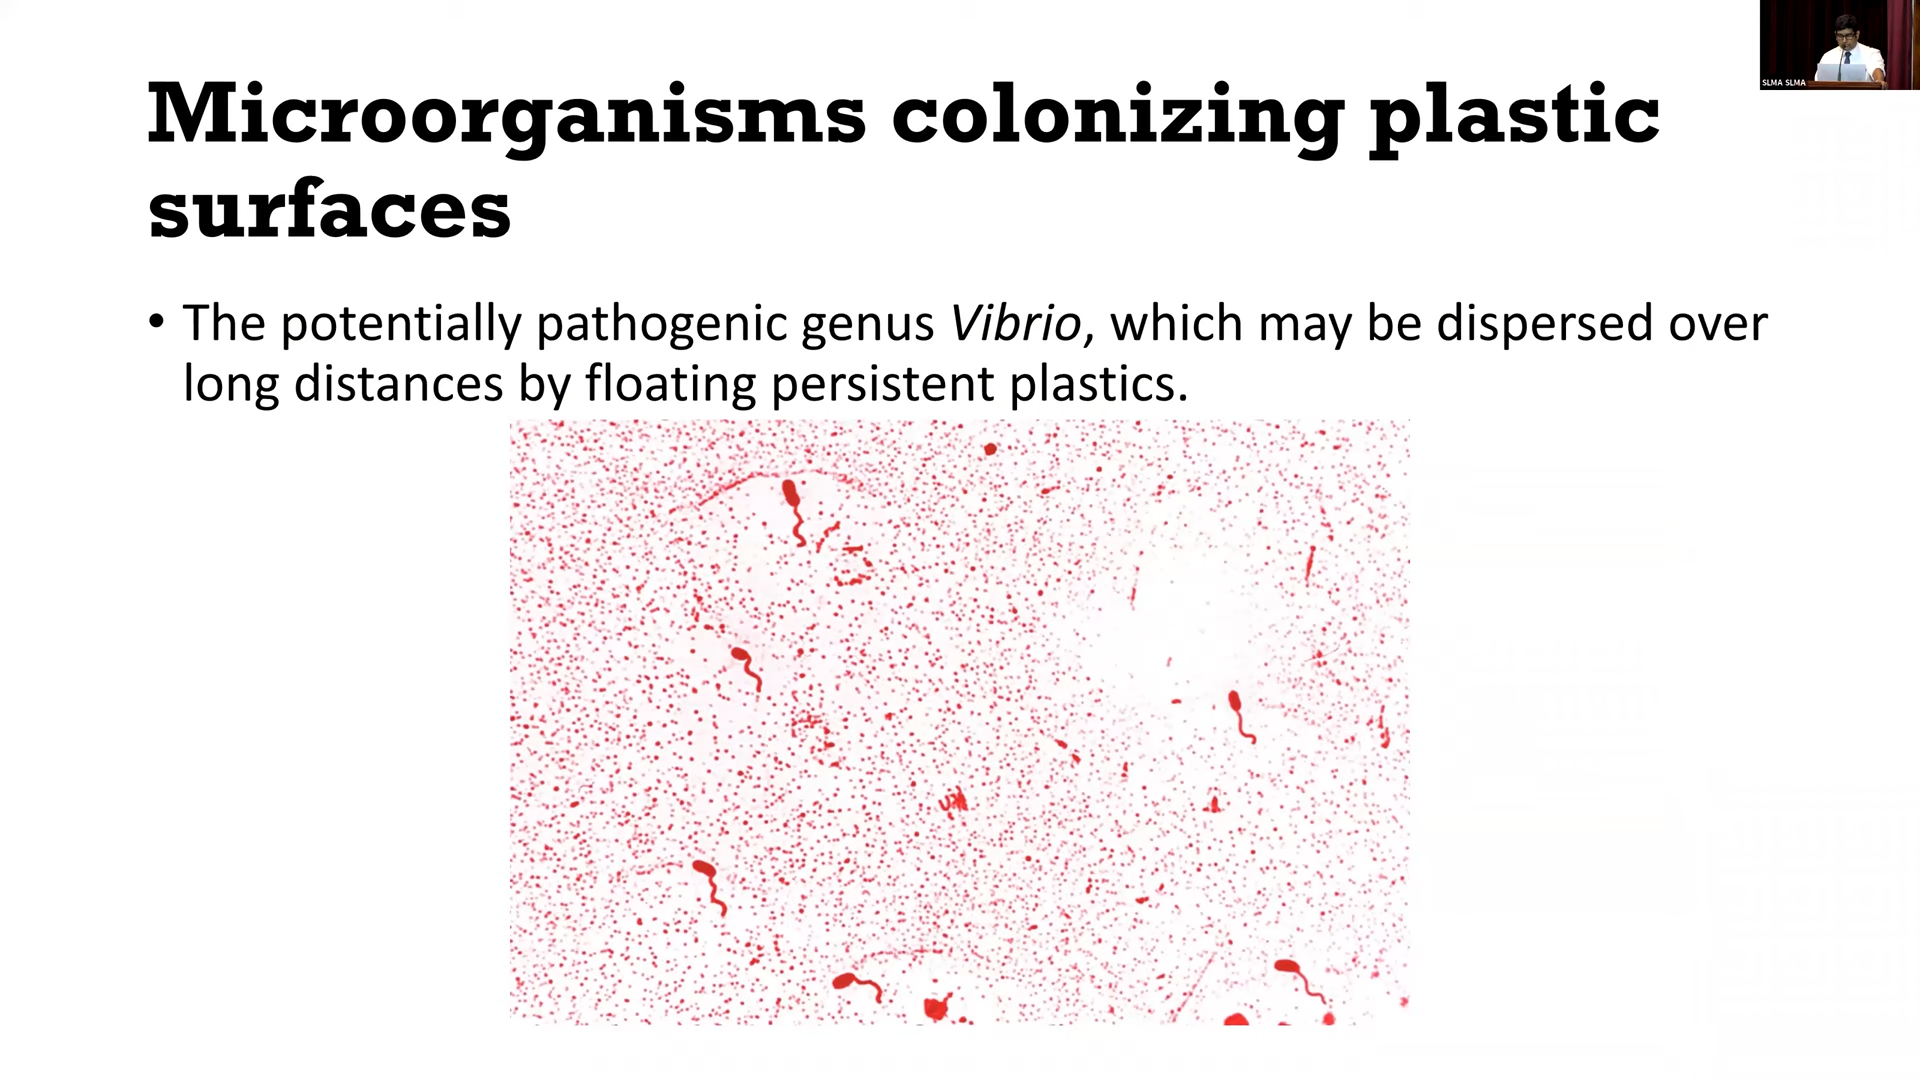 SLMA SLMA
Microorganisms colonizing plastic
surfaces
• The potentially pathogenic genus Vibrio, which may be dispersed over
long distances by floating persistent plastics.